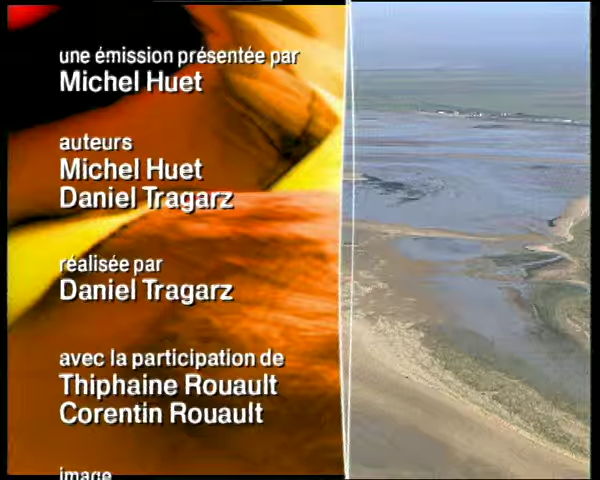 une émission présentée par
Michel Huet
auteurs
Michel Huet
Daniel Tragarz
réalisée par
Daniel Tragarz
avec la participation de
Thiphaine Rouault
Corentin Rouault
image